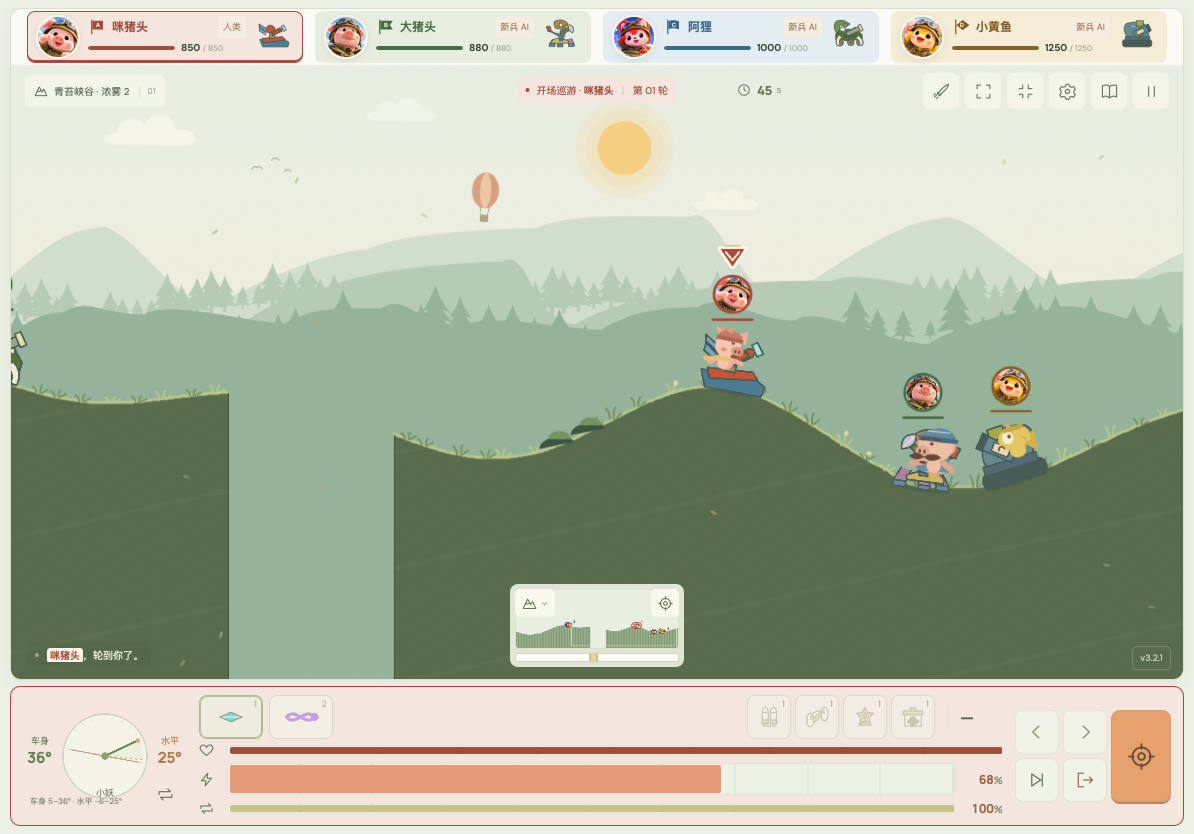 咪猪头 人类
850 / 850
大猪头 新兵 AI
880 / 880
阿狸 新兵 AI
1000 / 1000
小黄鱼 新兵 AI
1250 / 1250
青苔峡谷 · 浓雾 2 01
开场巡游 · 咪猪头 第 01 轮
45 s
咪猪头，轮到你了。
v3.2.1
1
2
1
1
1
1
车身
36°
水平
25°
小妖
车身 5–36° · 水平 −6–25°
68%
100%